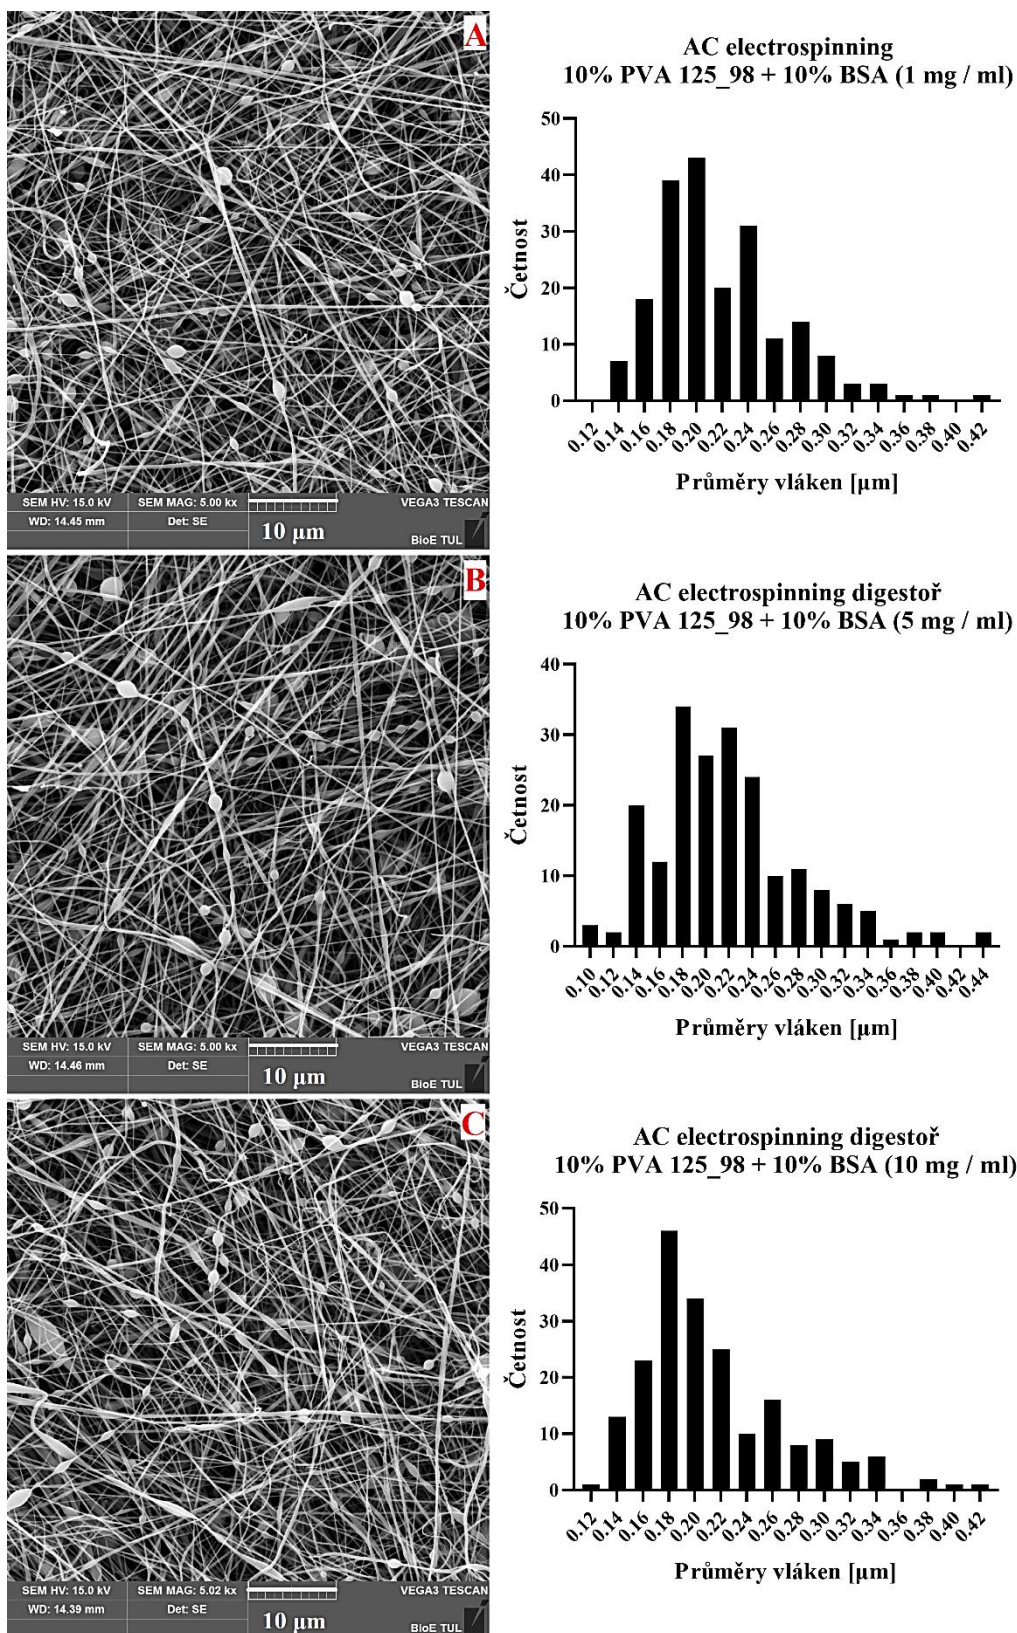 A
SEM HV: 15.0 kV
SEM MAG: 5.00 kx
VEGA3 TESCAN
WD: 14.45 mm
Det: SE
10 µm
BioE TUL
AC electrospinning
10% PVA 125_98 + 10% BSA (1 mg / ml)
50
40
30
20
10
0
Četnost
0.12 0.14 0.16 0.18 0.20 0.22 0.24 0.26 0.28 0.30 0.32 0.34 0.36 0.38 0.40 0.42
Průměry vláken [µm]
B
SEM HV: 15.0 kV
SEM MAG: 5.00 kx
VEGA3 TESCAN
WD: 14.46 mm
Det: SE
10 µm
BioE TUL
AC electrospinning digestoř
10% PVA 125_98 + 10% BSA (5 mg / ml)
40
30
20
10
0
Četnost
0.10 0.12 0.14 0.16 0.18 0.20 0.22 0.24 0.26 0.28 0.30 0.32 0.34 0.36 0.38 0.40 0.42 0.44
Průměry vláken [µm]
C
SEM HV: 15.0 kV
SEM MAG: 5.02 kx
VEGA3 TESCAN
WD: 14.39 mm
Det: SE
10 µm
BioE TUL
AC electrospinning digestoř
10% PVA 125_98 + 10% BSA (10 mg / ml)
50
40
30
20
10
0
Četnost
0.12 0.14 0.16 0.18 0.20 0.22 0.24 0.26 0.28 0.30 0.32 0.34 0.36 0.38 0.40 0.42
Průměry vláken [µm]